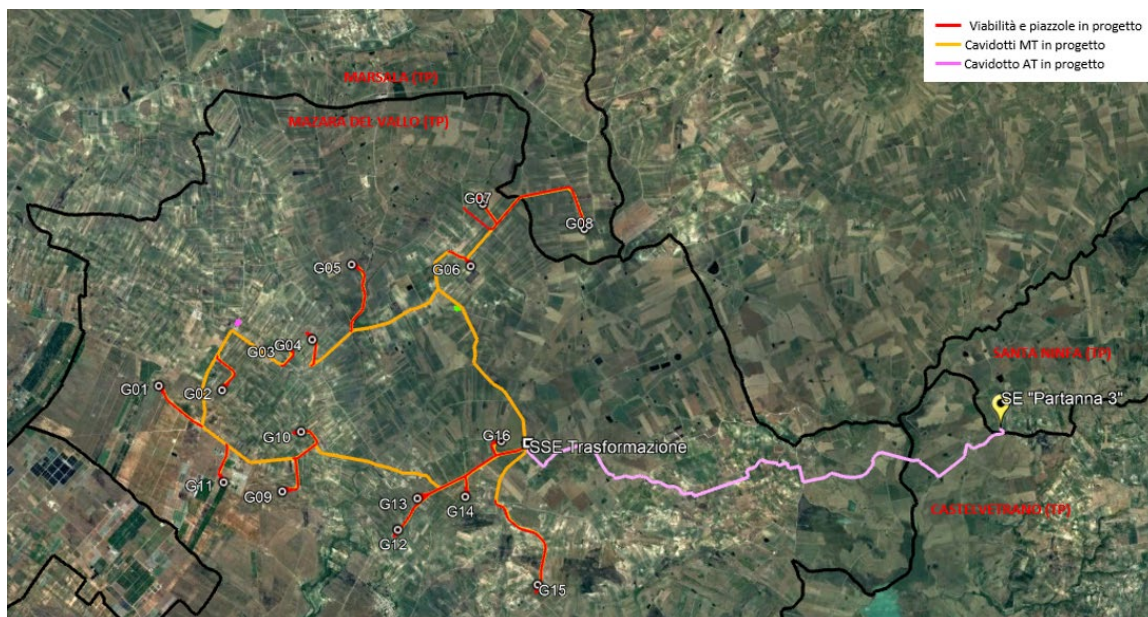 Viabilità e piazzole in progetto
Cavidotti MT in progetto
Cavidotto AT in progetto
MARSALA (TP)
MAZARA DEL VALLO (TP)
G07
G08
G05
G06
G03
G04
SANTA NINFA (TP)
G01
G02
SE "Partanna 3"
G10
G16
SSE Trasformazione
G11
G09
G13
G14
CASTELVETRANO (TP)
G12
G15